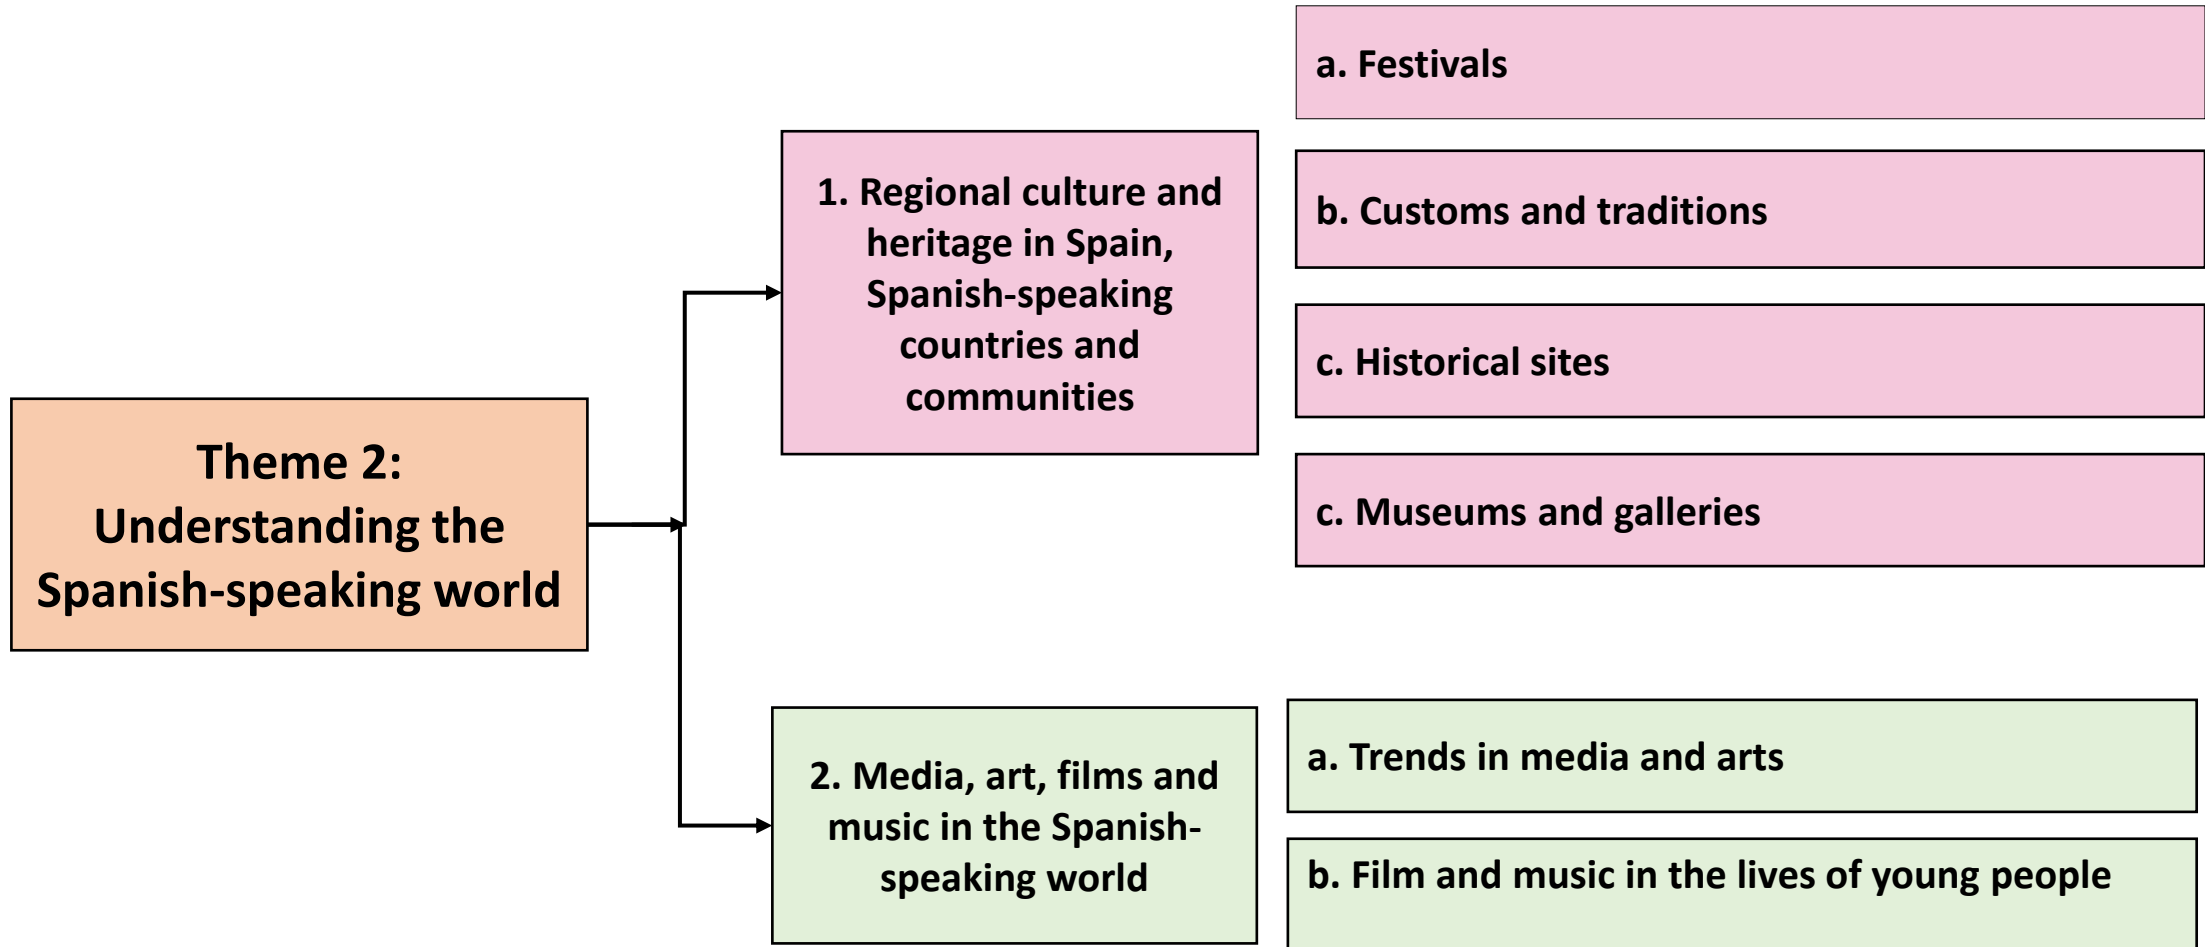 Theme 2:
Understanding the
Spanish-speaking world
1. Regional culture and
heritage in Spain,
Spanish-speaking
countries and
communities
a. Festivals
b. Customs and traditions
c. Historical sites
c. Museums and galleries
2. Media, art, films and
music in the Spanish-
speaking world
a. Trends in media and arts
b. Film and music in the lives of young people